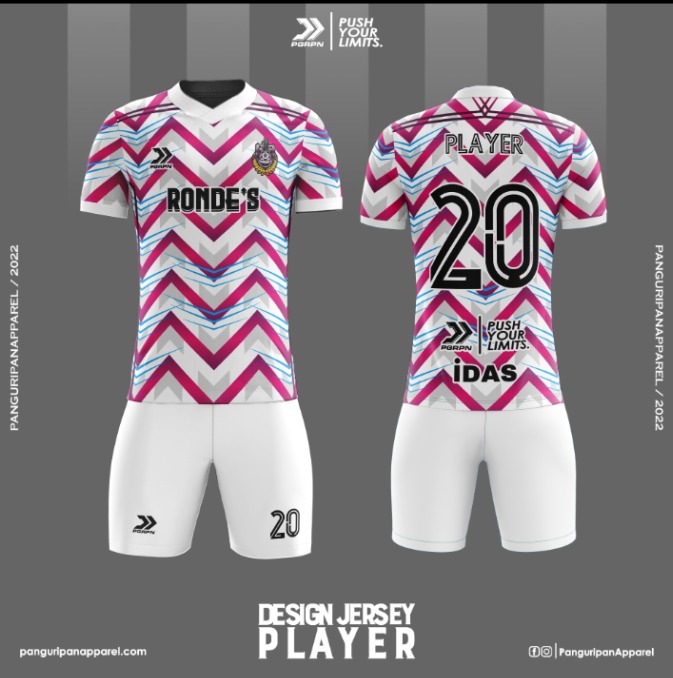 PGRPN
PUSH
YOUR
LIMITS.
PGRPN
RONDE'S
PLAYER
20
PGRPN
PUSH
YOUR
LIMITS.
iDAS
PANGURIPANAPPAREL / 2022
PANGURIPANAPPAREL / 2022
PGRPN
20
DESIGN JERSEY
PLAYER
panguripanapparel.com
PanguripanApparel